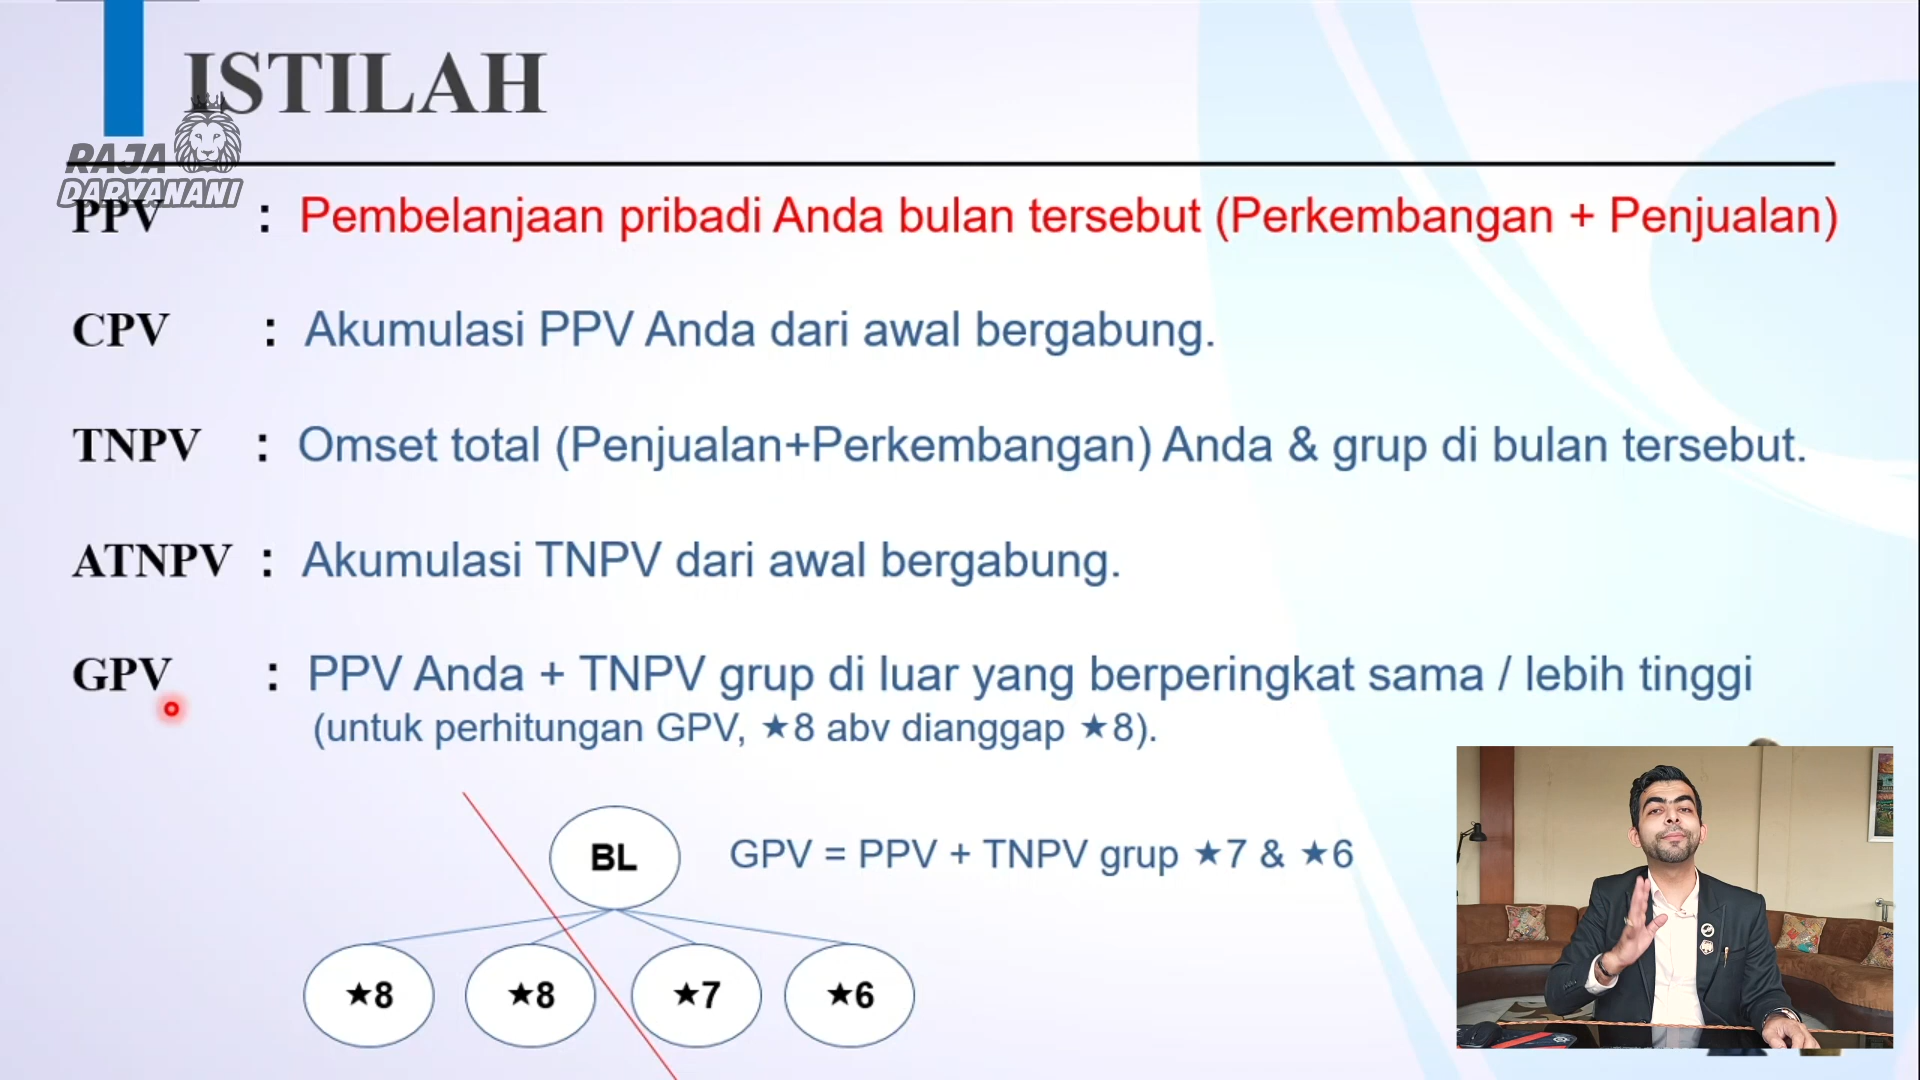 ISTILAH
RAJA
DARYANANI
PPV : Pembelanjaan pribadi Anda bulan tersebut (Perkembangan + Penjualan)
CPV : Akumulasi PPV Anda dari awal bergabung.
TNPV : Omset total (Penjualan+Perkembangan) Anda & grup di bulan tersebut.
ATNPV : Akumulasi TNPV dari awal bergabung.
GPV : PPV Anda + TNPV grup di luar yang berperingkat sama / lebih tinggi
(untuk perhitungan GPV, ★8 abv dianggap ★8).
BL
GPV = PPV + TNPV grup ★7 & ★6
★8 ★8 ★7 ★6